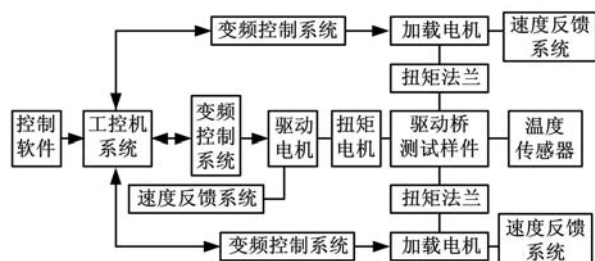 变频控制系统
加载电机
速度反馈
系统
扭矩法兰
控制
软件
工控机
系统
变频
控制
系统
驱动
电机
扭矩
电机
驱动桥
测试样件
温度
传感器
速度反馈系统
扭矩法兰
变频控制系统
加载电机
速度反馈
系统